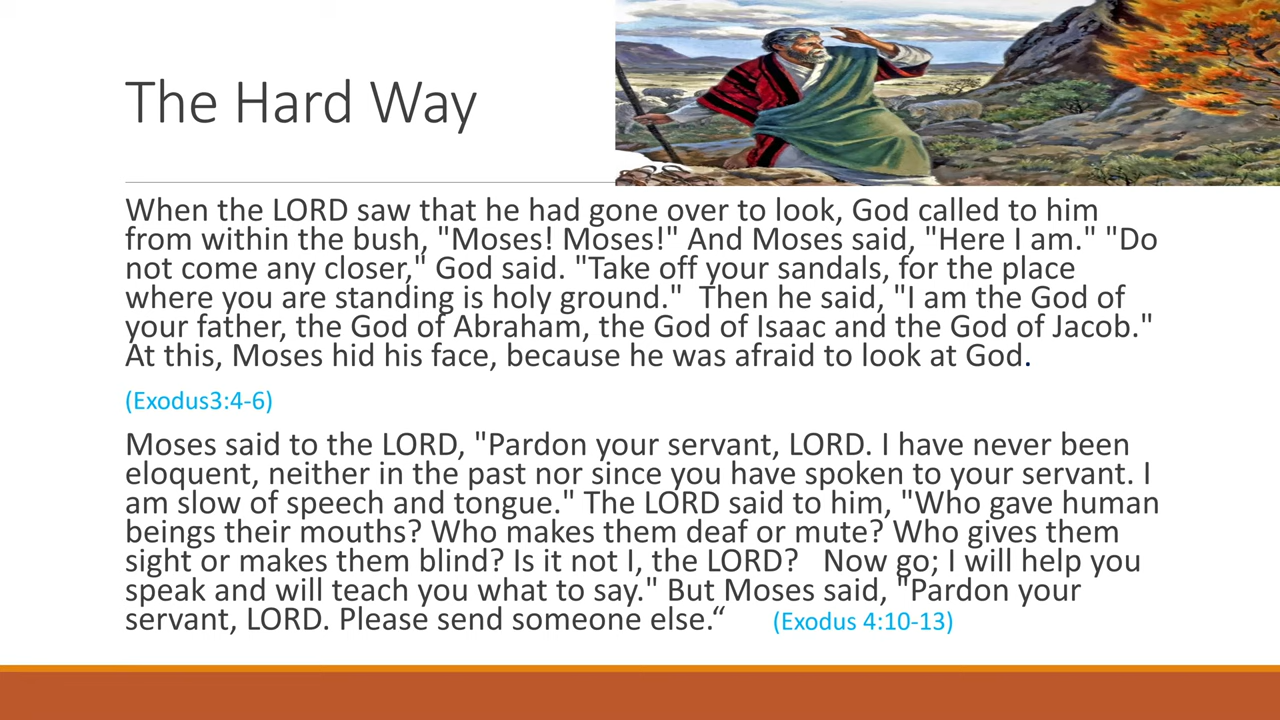 The Hard Way
When the LORD saw that he had gone over to look, God called to him
from within the bush, "Moses! Moses!" And Moses said, "Here I am." "Do
not come any closer," God said. "Take off your sandals, for the place
where you are standing is holy ground."  Then he said, "I am the God of
your father, the God of Abraham, the God of Isaac and the God of Jacob."
At this, Moses hid his face, because he was afraid to look at God.
(Exodus3:4-6)
Moses said to the LORD, "Pardon your servant, LORD. I have never been
eloquent, neither in the past nor since you have spoken to your servant. I
am slow of speech and tongue." The LORD said to him, "Who gave human
beings their mouths? Who makes them deaf or mute? Who gives them
sight or makes them blind? Is it not I, the LORD?   Now go; I will help you
speak and will teach you what to say." But Moses said, "Pardon your
servant, LORD. Please send someone else.“ (Exodus 4:10-13)